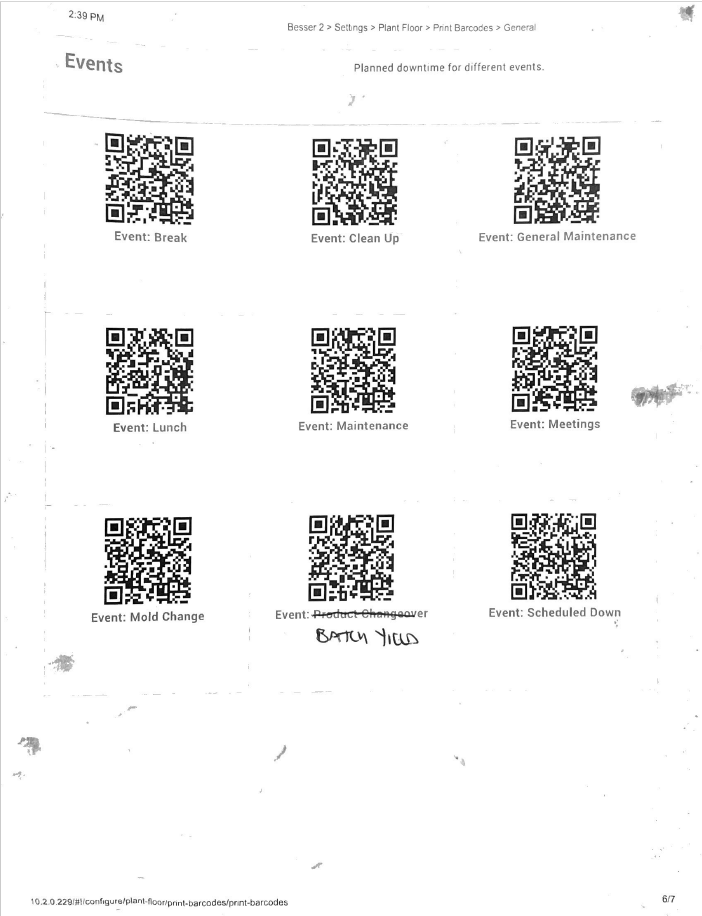 2:39 PM
Besser 2 > Settings > Plant Floor > Print Barcodes > General
Events
Planned downtime for different events.
Event: Break
Event: Clean Up
Event: General Maintenance
Event: Lunch
Event: Maintenance
Event: Meetings
Event: Mold Change
Event: Product Changeover
BATCH YIELD
Event: Scheduled Down
10.2.0.229/#!/configure/plant-floor/print-barcodes/print-barcodes
6/7